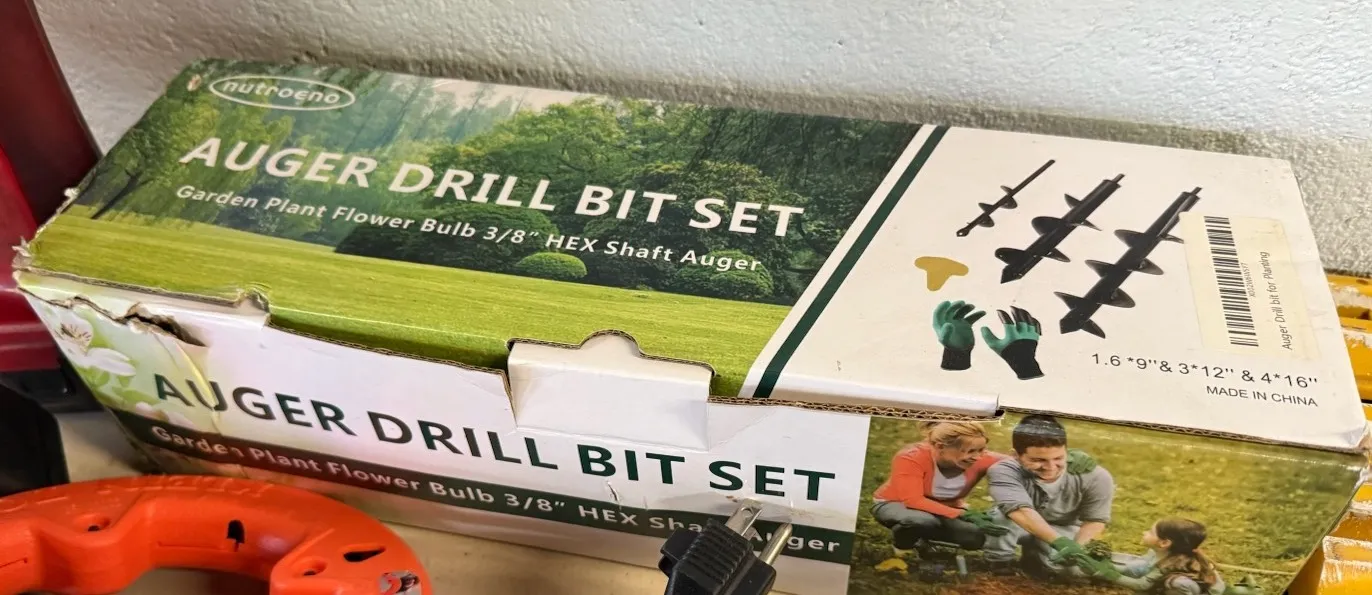 nutroeno
AUGER DRILL BIT SET
Garden Plant Flower Bulb 3/8" HEX Shaft Auger
Auger Drill bit for Planting
1.6 *9"& 3*12" & 4*16"
MADE IN CHINA
AUGER DRILL BIT SET
Garden Plant Flower Bulb 3/8" HEX Sha
uger